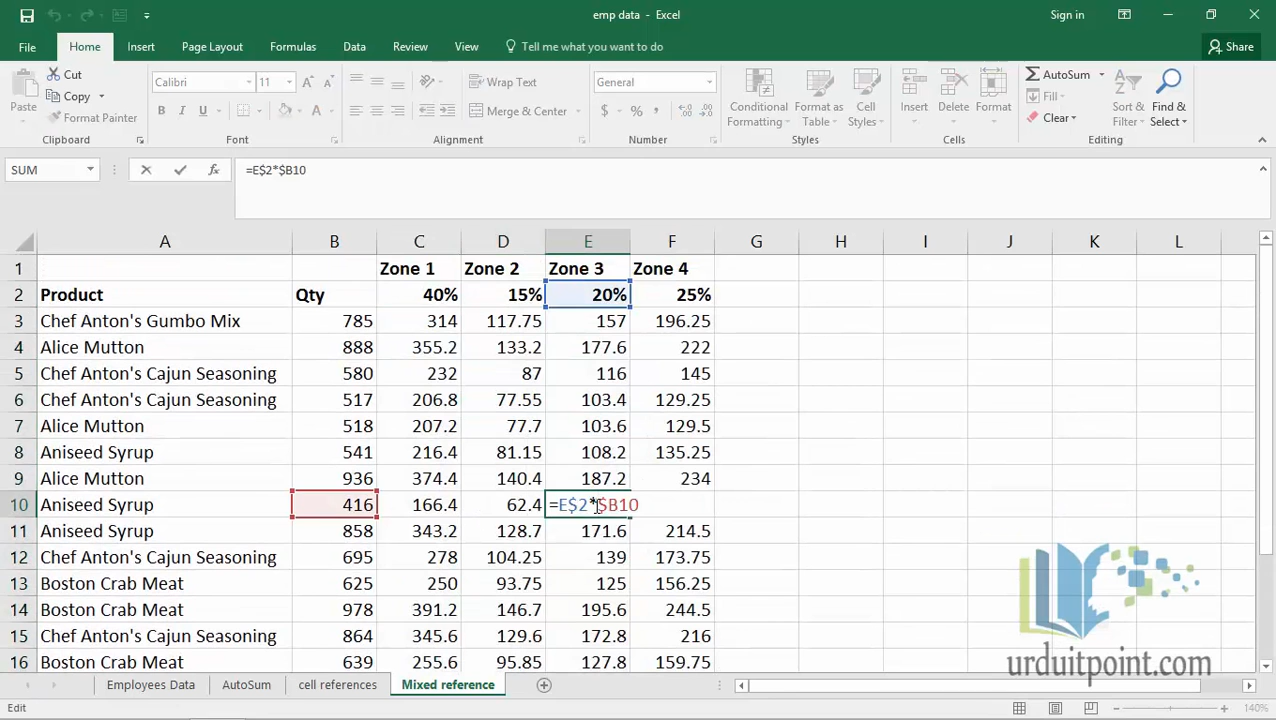 emp data - Excel
Sign in
File Home Insert Page Layout Formulas Data Review View Tell me what you want to do Share
Paste
Cut
Copy
Format Painter
Clipboard
Calibri 11
B I U
Font
Wrap Text
Merge & Center
Alignment
General
$ % ,
Number
Conditional Formatting
Format as Table
Cell Styles
Styles
Insert
Delete
Format
Cells
AutoSum
Fill
Clear
Sort & Filter
Find & Select
Editing
SUM fx =E$2*$B10
A B C D E F G H I J K L
1 Zone 1 Zone 2 Zone 3 Zone 4
2 Product Qty 40% 15% 20% 25%
3 Chef Anton's Gumbo Mix 785 314 117.75 157 196.25
4 Alice Mutton 888 355.2 133.2 177.6 222
5 Chef Anton's Cajun Seasoning 580 232 87 116 145
6 Chef Anton's Cajun Seasoning 517 206.8 77.55 103.4 129.25
7 Alice Mutton 518 207.2 77.7 103.6 129.5
8 Aniseed Syrup 541 216.4 81.15 108.2 135.25
9 Alice Mutton 936 374.4 140.4 187.2 234
10 Aniseed Syrup 416 166.4 62.4 =E$2*$B10
11 Aniseed Syrup 858 343.2 128.7 171.6 214.5
12 Chef Anton's Cajun Seasoning 695 278 104.25 139 173.75
13 Boston Crab Meat 625 250 93.75 125 156.25
14 Boston Crab Meat 978 391.2 146.7 195.6 244.5
15 Chef Anton's Cajun Seasoning 864 345.6 129.6 172.8 216
16 Boston Crab Meat 639 255.6 95.85 127.8 159.75
urduitpoint.com
Employees Data AutoSum cell references Mixed reference
Edit 140%